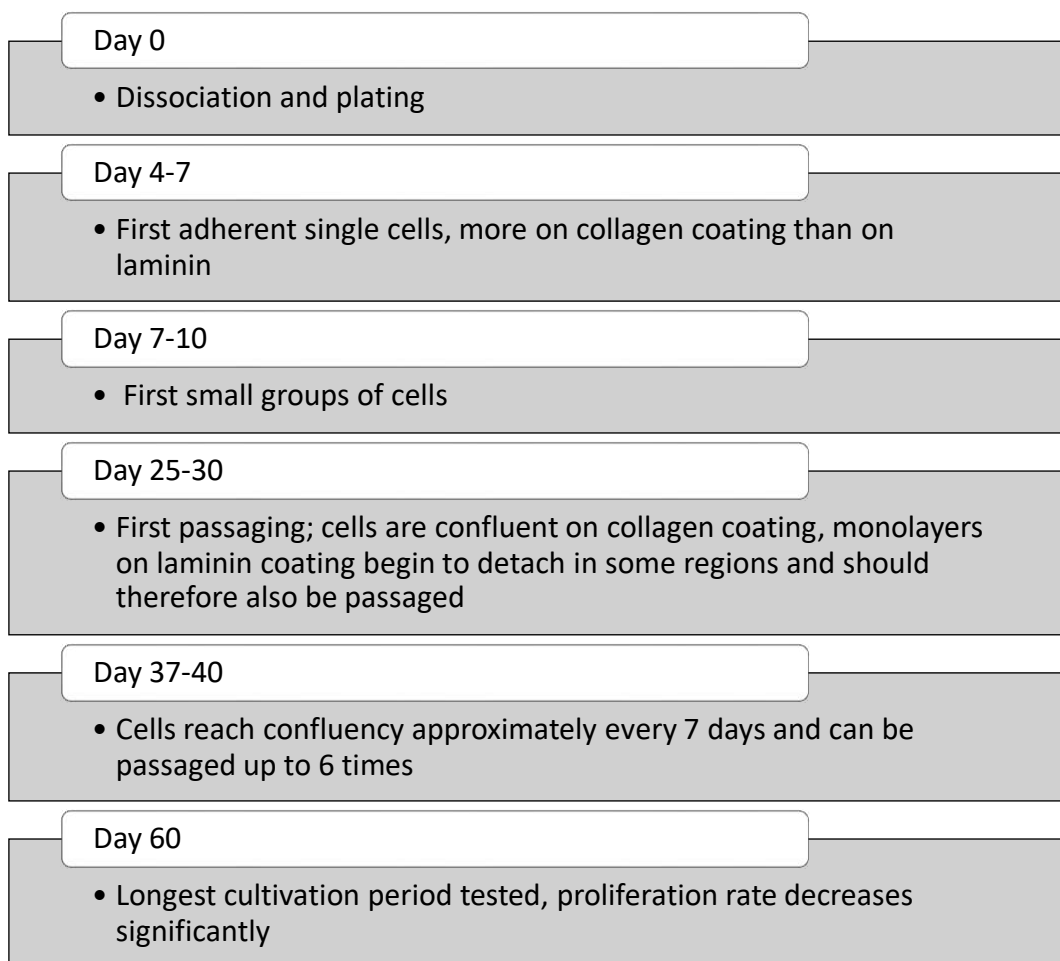 Day 0
• Dissociation and plating
Day 4-7
• First adherent single cells, more on collagen coating than on
laminin
Day 7-10
• First small groups of cells
Day 25-30
• First passaging; cells are confluent on collagen coating, monolayers
on laminin coating begin to detach in some regions and should
therefore also be passaged
Day 37-40
• Cells reach confluency approximately every 7 days and can be
passaged up to 6 times
Day 60
• Longest cultivation period tested, proliferation rate decreases
significantly